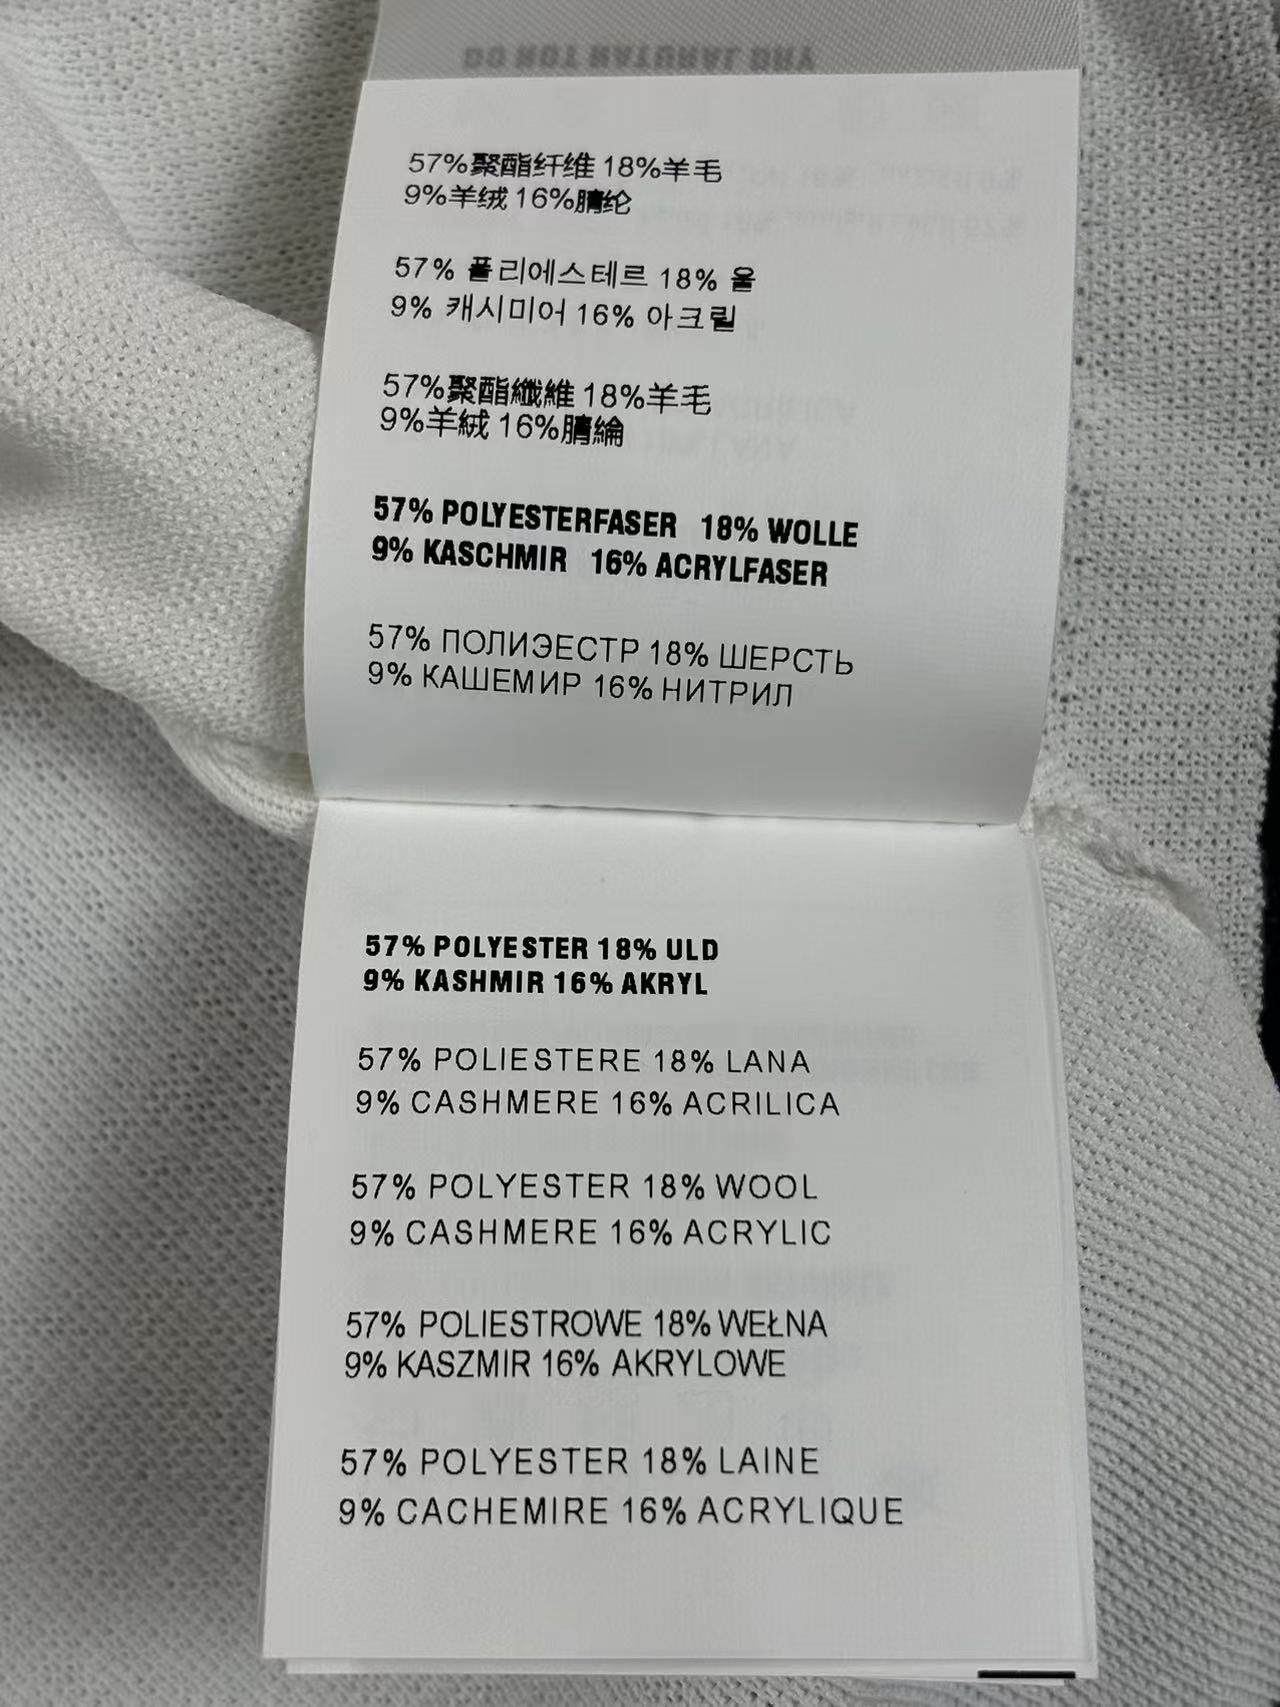 DO NOT NATURAL DRY
57%聚酯纤维 18%羊毛
9%羊绒 16%腈纶
57% 폴리에스테르 18% 울
9% 캐시미어 16% 아크릴
57%聚酯纖維 18%羊毛
9%羊絨 16%腈綸
57% POLYESTERFASER 18% WOLLE
9% KASCHMIR 16% ACRYLFASER
57% ПОЛИЭЕСТР 18% ШЕРСТЬ
9% КАШЕМИР 16% НИТРИЛ
57% POLYESTER 18% ULD
9% KASHMIR 16% AKRYL
57% POLIESTERE 18% LANA
9% CASHMERE 16% ACRILICA
57% POLYESTER 18% WOOL
9% CASHMERE 16% ACRYLIC
57% POLIESTROWE 18% WEŁNA
9% KASZMIR 16% AKRYLOWE
57% POLYESTER 18% LAINE
9% CACHEMIRE 16% ACRYLIQUE